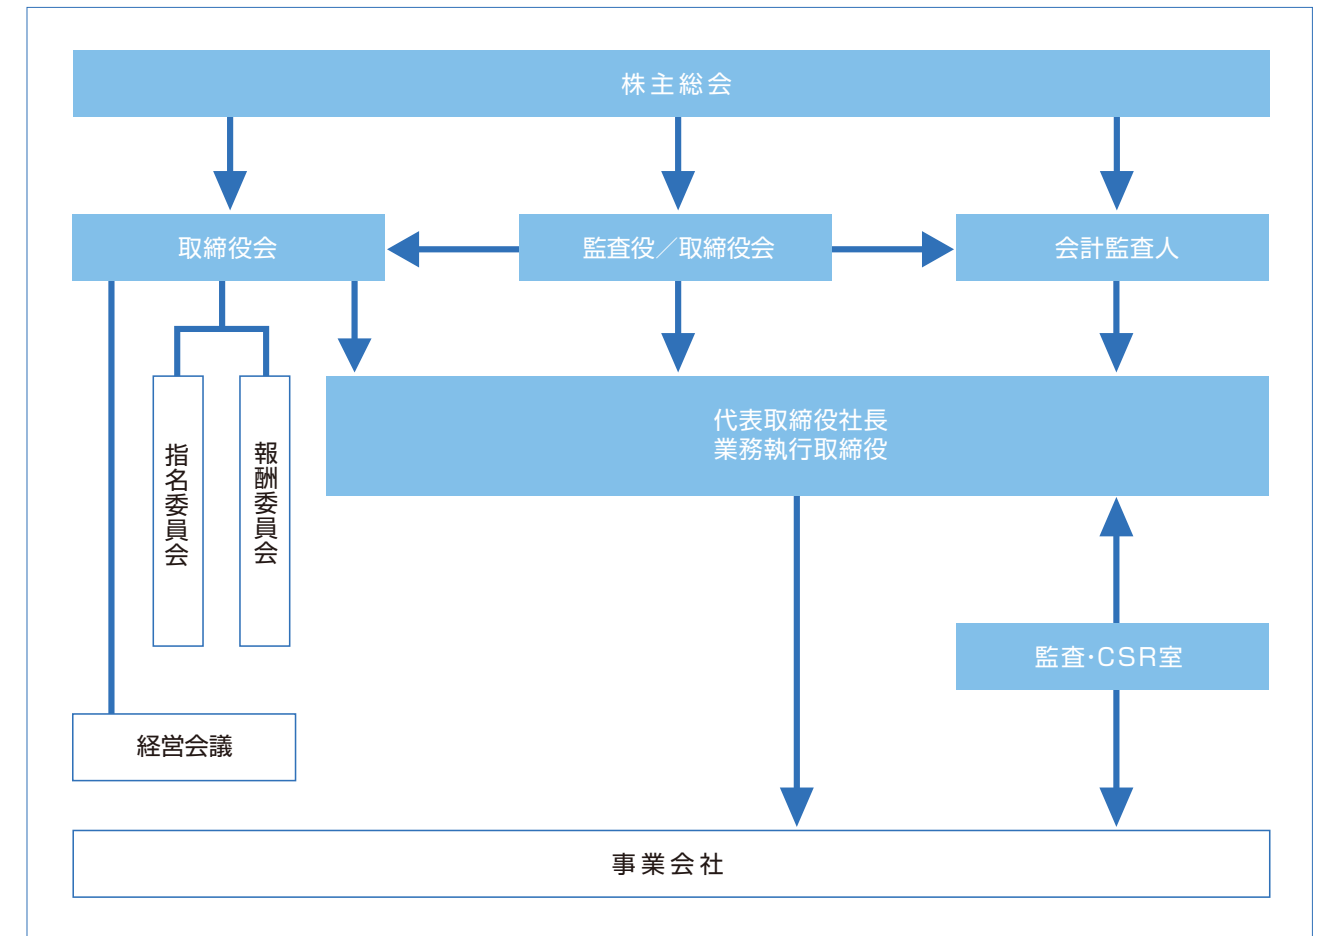 株主総会
取締役会
監査役／取締役会
会計監査人
代表取締役社長
業務執行取締役
指名委員会
報酬委員会
監査・CSR室
経営会議
事業会社